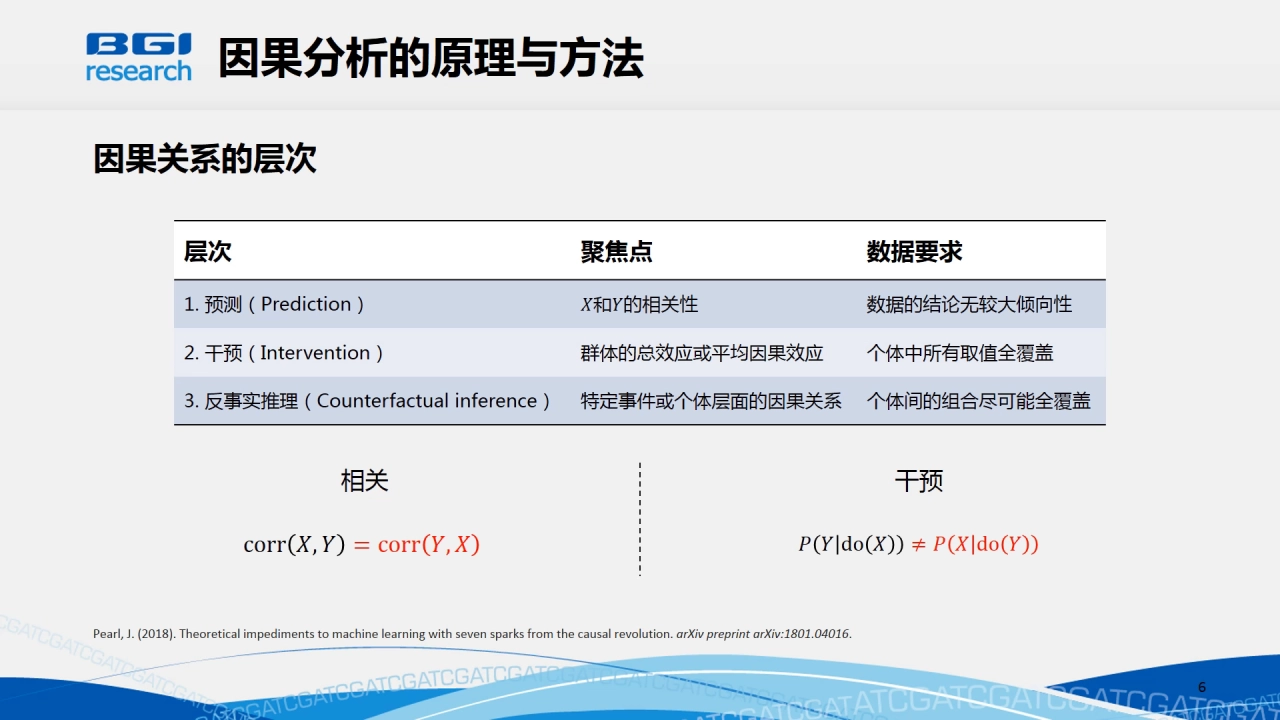 BGI
research
因果分析的原理与方法
因果关系的层次
层次 聚焦点 数据要求
1. 预测（Prediction） X和Y的相关性 数据的结论无较大倾向性
2. 干预（Intervention） 群体的总效应或平均因果效应 个体中所有取值全覆盖
3. 反事实推理（Counterfactual inference） 特定事件或个体层面的因果关系 个体间的组合尽可能全覆盖
相关 干预
corr(X,Y) = corr(Y,X) P(Y|do(X)) ≠ P(X|do(Y))
Pearl, J. (2018). Theoretical impediments to machine learning with seven sparks from the causal revolution. arXiv preprint arXiv:1801.04016.
6